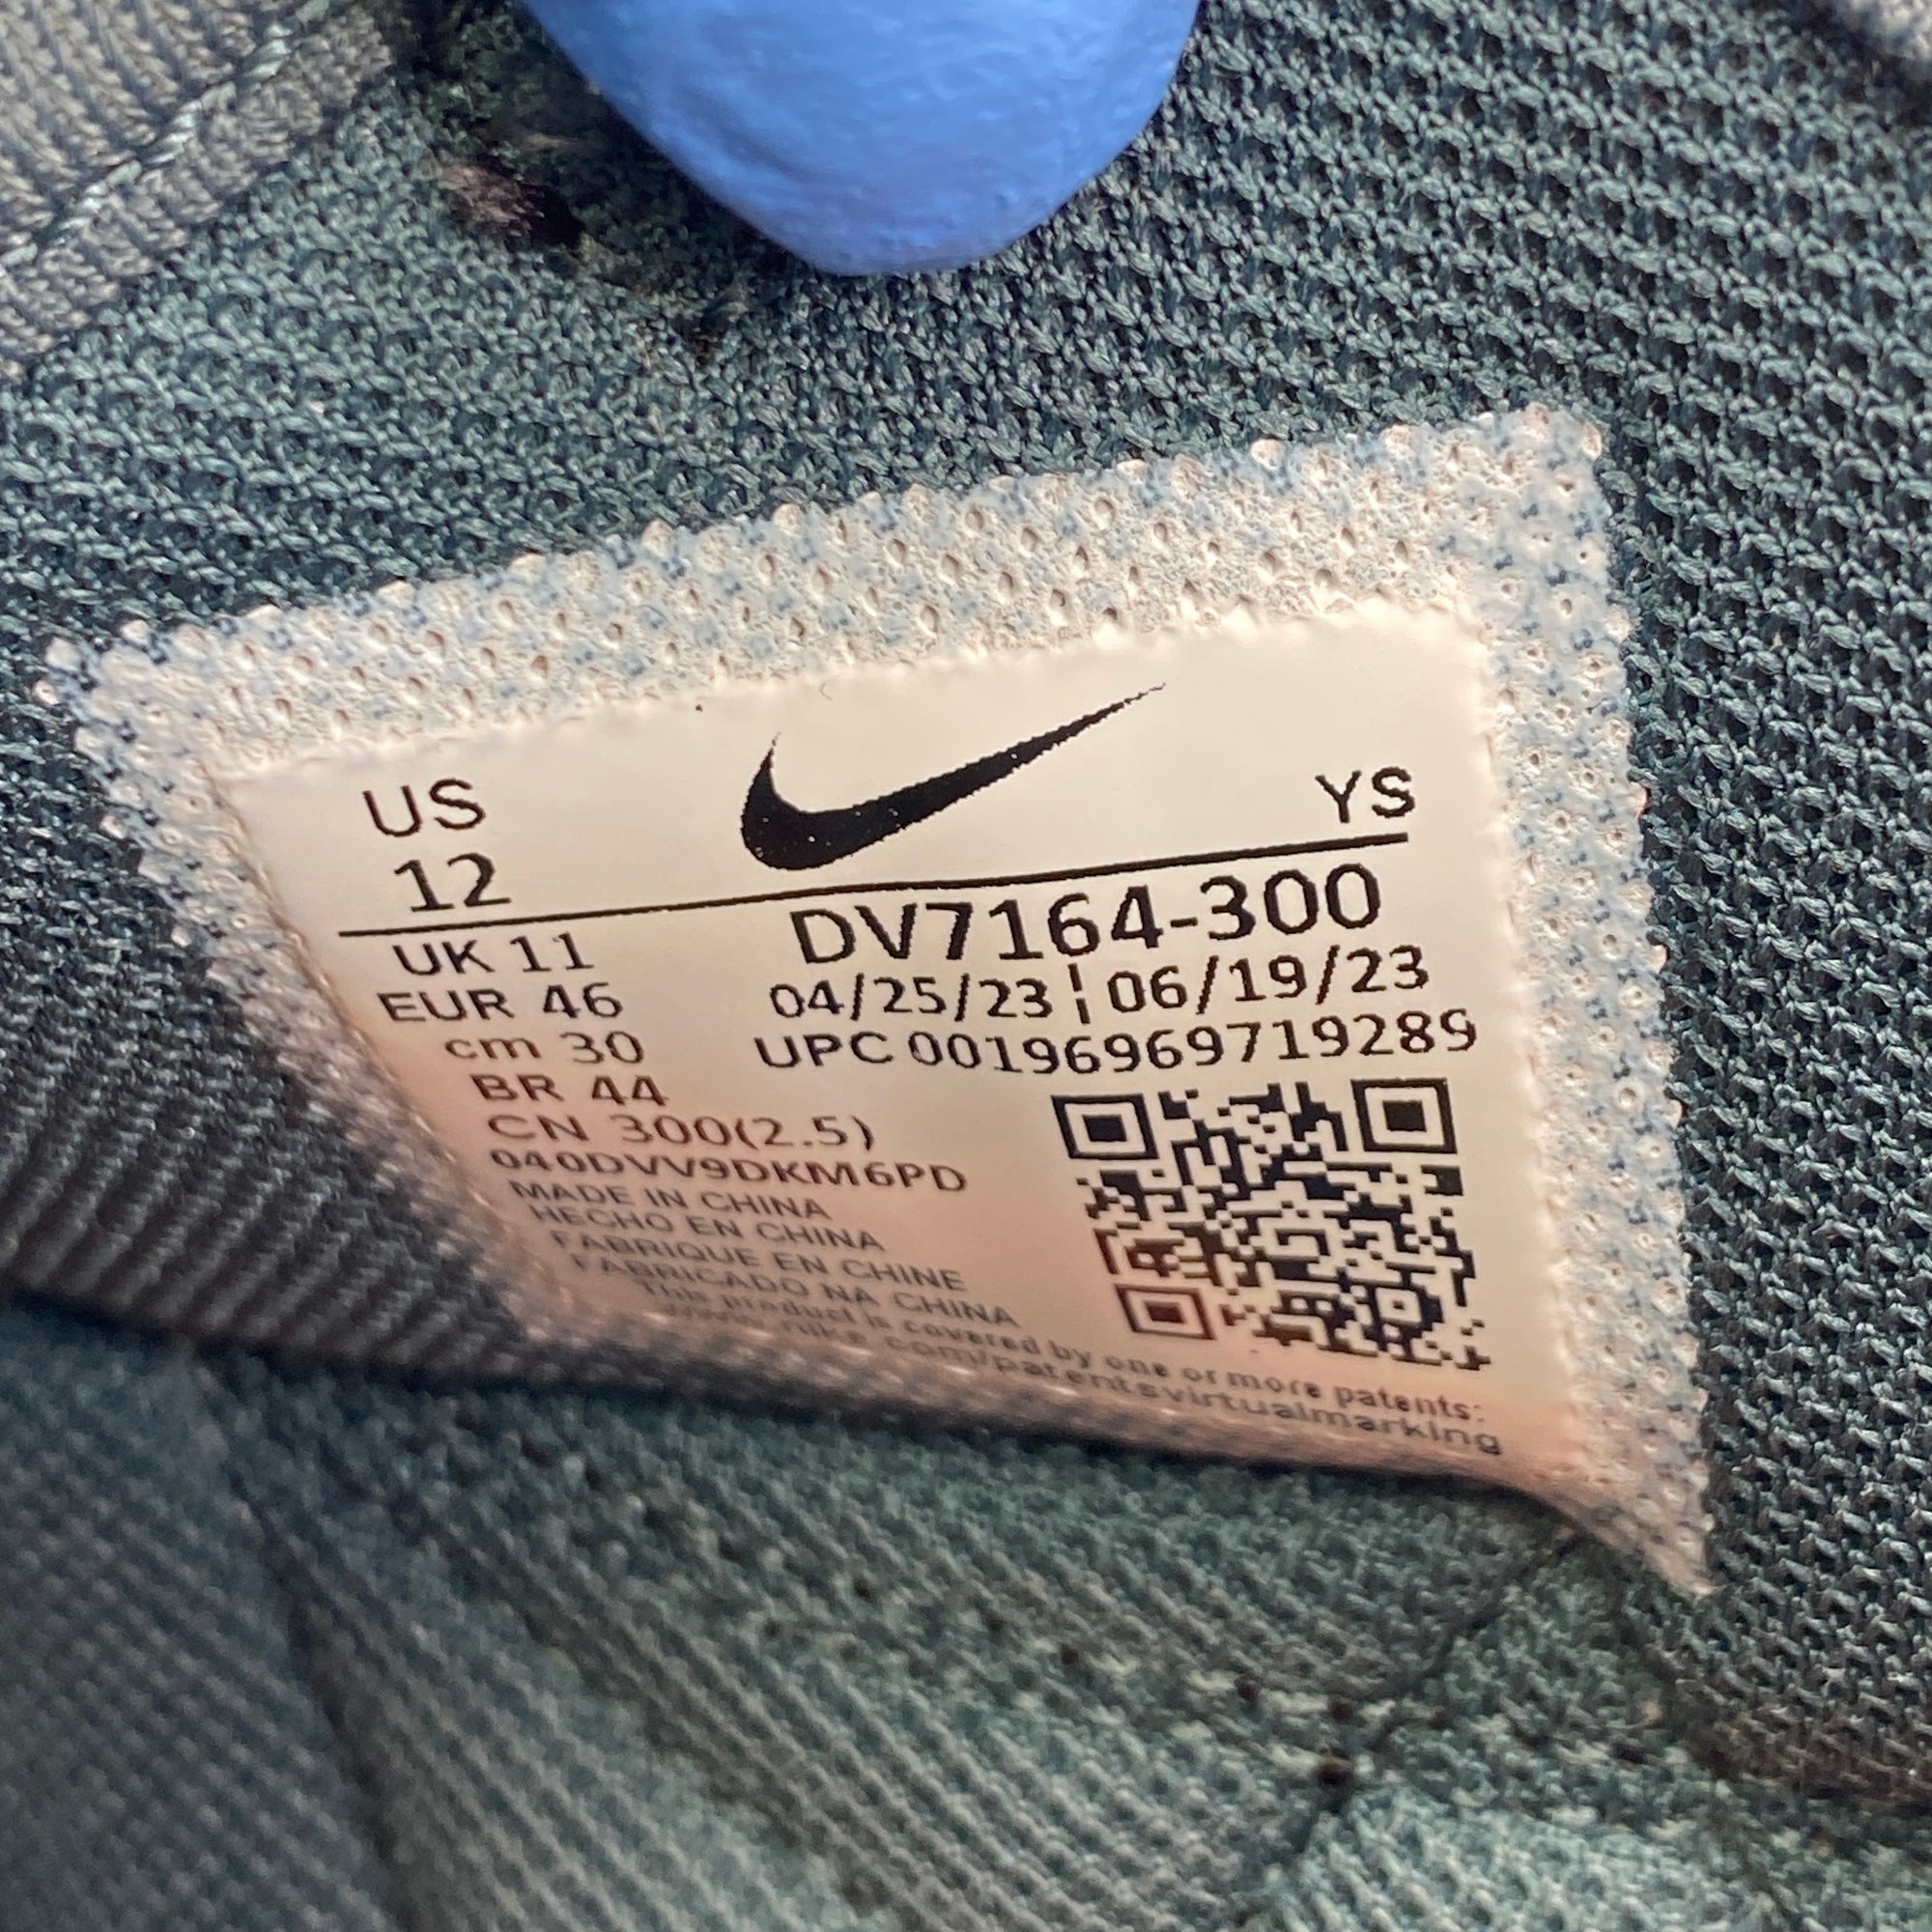 US
YS
12
UK 11
DV7164-300
EUR 46
04/25/23 ¦ 06/19/23
cm 30
UPC 00196969719289
BR 44
CN 300(2.5)
040DVV9DKM6PD
MADE IN CHINA
HECHO EN CHINA
FABRIQUE EN CHINE
FABRICADO NA CHINA
This product is covered by one or more patents:
www.nike.com/patentsvirtualmarking